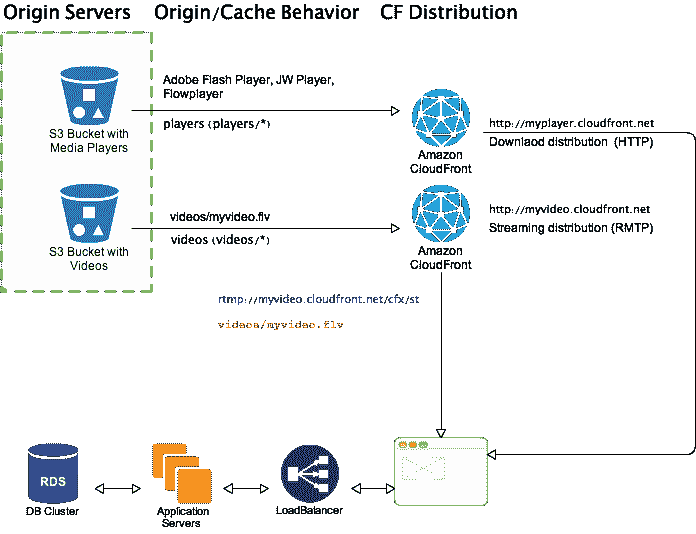 Origin Servers
Origin/Cache Behavior
CF Distribution
Adobe Flash Player, JW Player,
Flowplayer
players (players/*)
S3 Bucket with
Media Players
Amazon
CloudFront
http://myplayer.cloudfront.net
Downlaod distribution (HTTP)
videos/myvideo.flv
videos (videos/*)
S3 Bucket with
Videos
Amazon
CloudFront
http://myvideo.cloudfront.net
Streaming distribution (RMTP)
rtmp://myvideo.cloudfront.net/cfx/st
videos/myvideo.flv
RDS
DB Cluster
Application
Servers
LoadBalancer